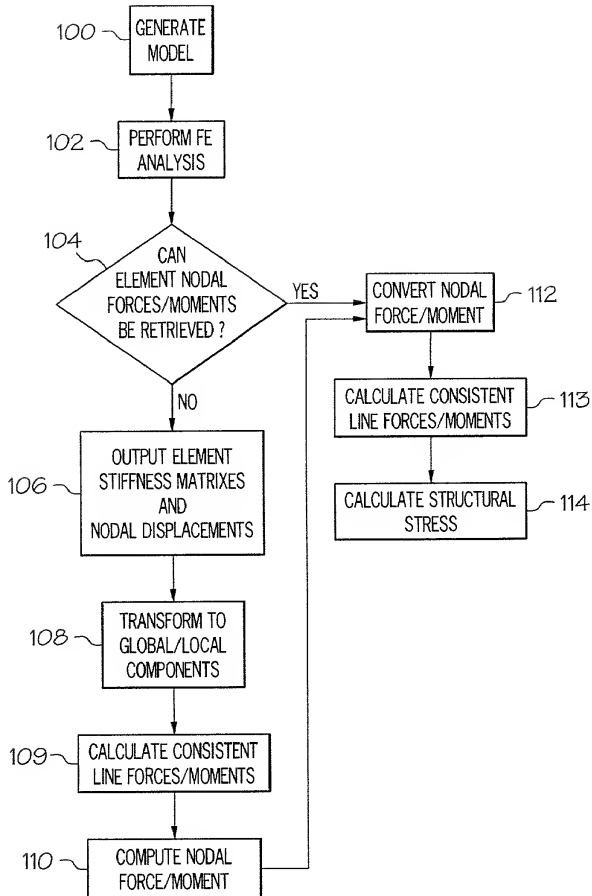 100
GENERATE
MODEL
102
PERFORM FE
ANALYSIS
104
CAN
ELEMENT NODAL
FORCES/MOMENTS
BE RETRIEVED ?
YES
NO
106
OUTPUT ELEMENT
STIFFNESS MATRIXES
AND
NODAL DISPLACEMENTS
108
TRANSFORM TO
GLOBAL/LOCAL
COMPONENTS
109
CALCULATE CONSISTENT
LINE FORCES/MOMENTS
110
COMPUTE NODAL
FORCE/MOMENT
CONVERT NODAL
FORCE/MOMENT
112
CALCULATE CONSISTENT
LINE FORCES/MOMENTS
113
CALCULATE STRUCTURAL
STRESS
114